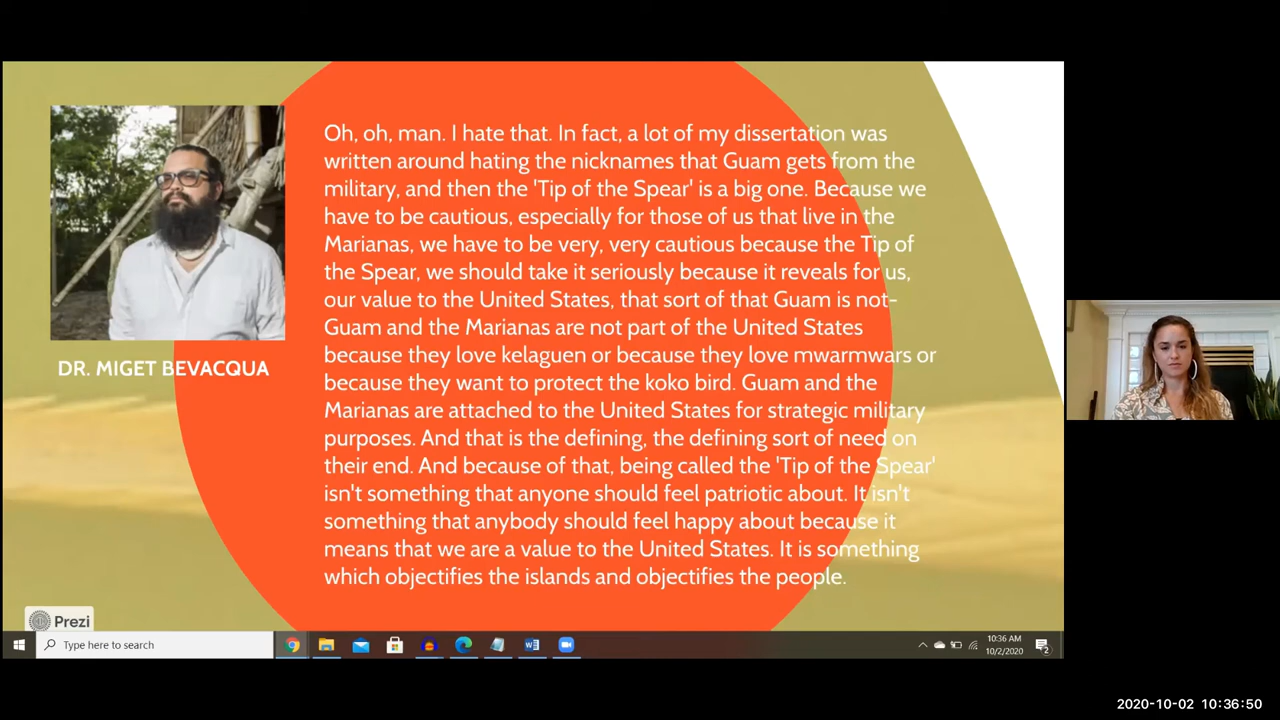 Oh, oh, man. I hate that. In fact, a lot of my dissertation was
written around hating the nicknames that Guam gets from the
military, and then the 'Tip of the Spear' is a big one. Because we
have to be cautious, especially for those of us that live in the
Marianas, we have to be very, very cautious because the Tip of
the Spear, we should take it seriously because it reveals for us,
our value to the United States, that sort of that Guam is not-
Guam and the Marianas are not part of the United States
because they love kelaguen or because they love mwarmwars or
because they want to protect the koko bird. Guam and the
Marianas are attached to the United States for strategic military
purposes. And that is the defining, the defining sort of need on
their end. And because of that, being called the 'Tip of the Spear'
isn't something that anyone should feel patriotic about. It isn't
something that anybody should feel happy about because it
means that we are a value to the United States. It is something
which objectifies the islands and objectifies the people.
DR. MIGET BEVACQUA
Prezi
Type here to search
10:36 AM
10/2/2020
2
2020-10-02 10:36:50